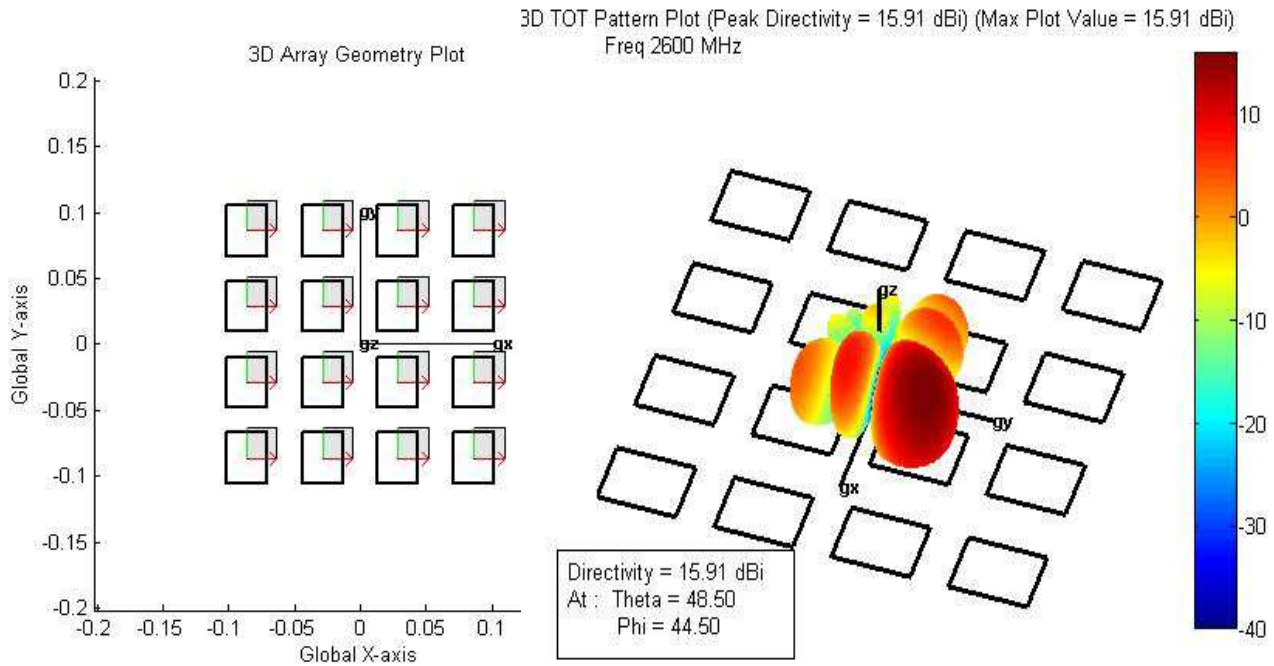 3D TOT Pattern Plot (Peak Directivity = 15.91 dBi) (Max Plot Value = 15.91 dBi)
Freq 2600 MHz
3D Array Geometry Plot
0.2
0.15
0.1
0.05
0
-0.05
-0.1
-0.15
-0.2
Global Y-axis
-0.2
-0.15
-0.1
-0.05
0
0.05
0.1
Global X-axis
gy
gz
gx
gz
gy
gx
Directivity = 15.91 dBi
At : Theta = 48.50
Phi = 44.50
10
0
-10
-20
-30
-40